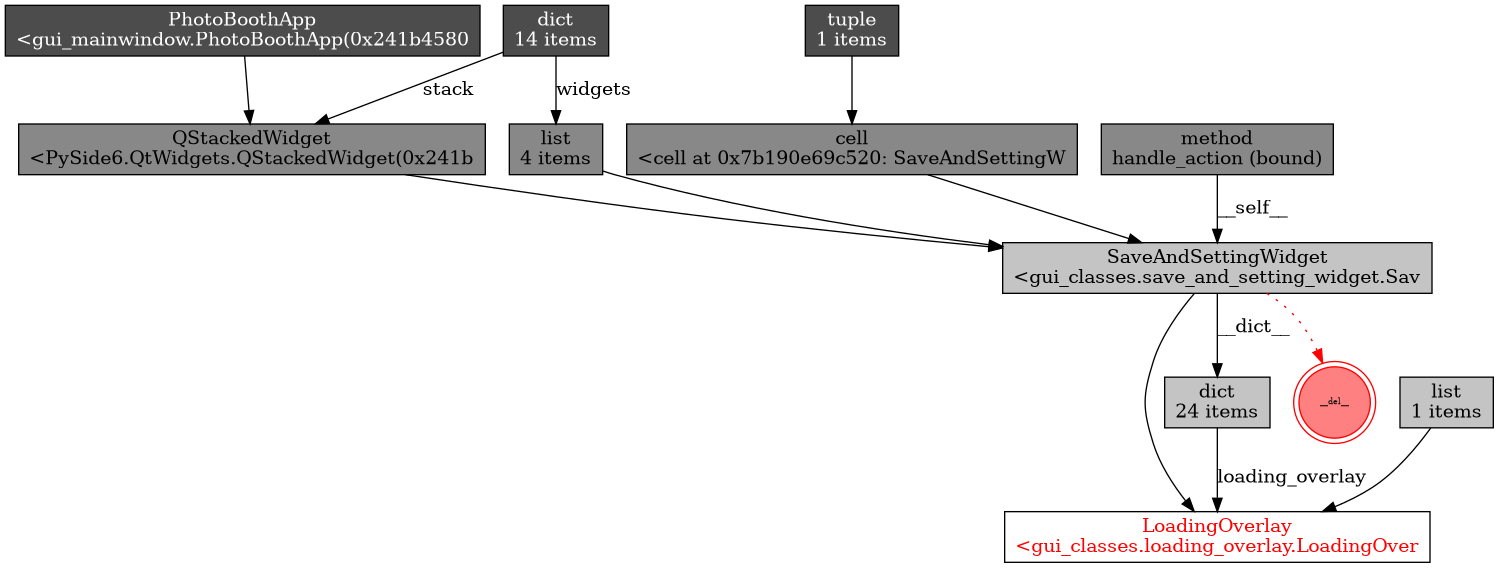 PhotoBoothApp
<gui_mainwindow.PhotoBoothApp(0x241b4580
dict
14 items
tuple
1 items
stack
widgets
QStackedWidget
<PySide6.QtWidgets.QStackedWidget(0x241b
list
4 items
cell
<cell at 0x7b190e69c520: SaveAndSettingW
method
handle_action (bound)
__self__
SaveAndSettingWidget
<gui_classes.save_and_setting_widget.Sav
__dict__
dict
24 items
__del__
list
1 items
loading_overlay
LoadingOverlay
<gui_classes.loading_overlay.LoadingOver